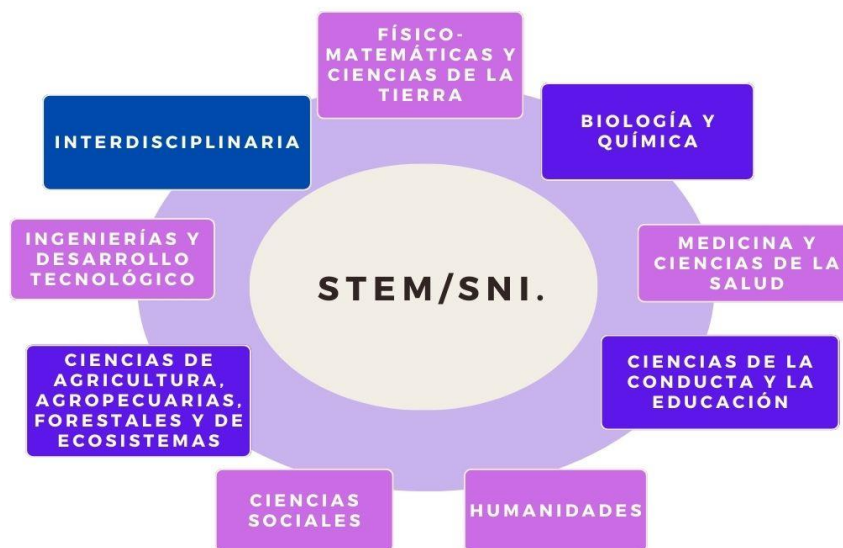 FÍSICO-
MATEMÁTICAS Y
CIENCIAS DE LA
TIERRA
INTERDISCIPLINARIA
BIOLOGÍA Y
QUÍMICA
INGENIERÍAS Y
DESARROLLO
TECNOLÓGICO
STEM/SNI.
MEDICINA Y
CIENCIAS DE LA
SALUD
CIENCIAS DE
AGRICULTURA,
AGROPECUARIAS,
FORESTALES Y DE
ECOSISTEMAS
CIENCIAS DE LA
CONDUCTA Y LA
EDUCACIÓN
CIENCIAS
SOCIALES
HUMANIDADES